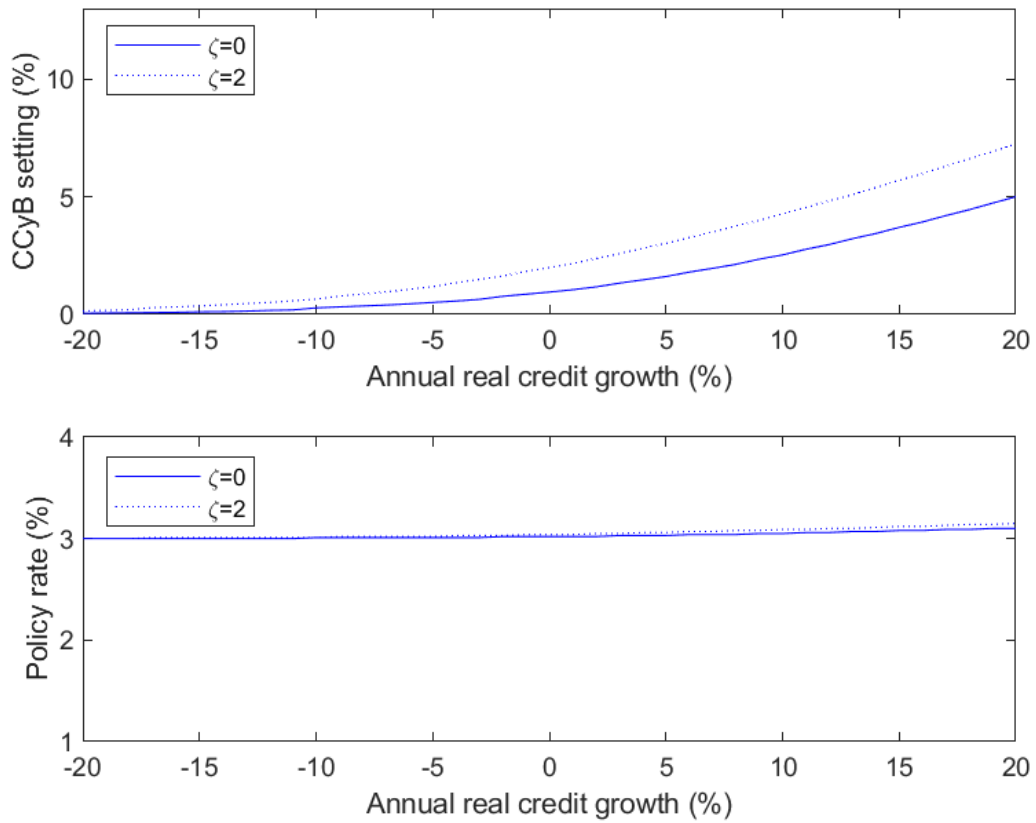 CCyB setting (%)
10
5
0
ζ=0
ζ=2
-20 -15 -10 -5 0 5 10 15 20
Annual real credit growth (%)
Policy rate (%)
4
3
2
1
ζ=0
ζ=2
-20 -15 -10 -5 0 5 10 15 20
Annual real credit growth (%)